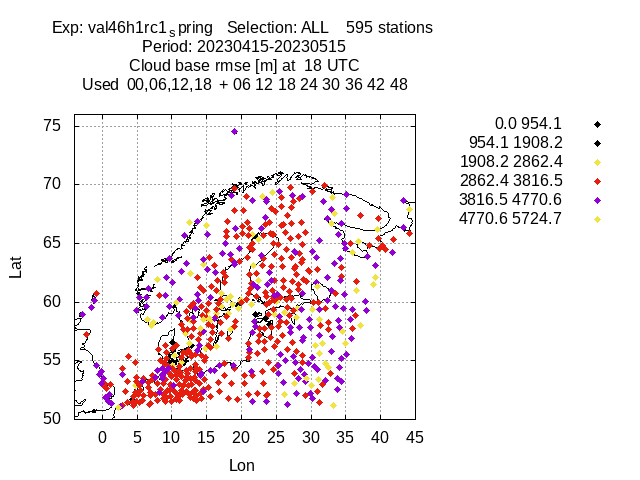 Exp: val46h1rc1spring   Selection: ALL    595 stations
Period: 20230415-20230515
Cloud base rmse [m] at  18 UTC
Used  00,06,12,18  + 06 12 18 24 30 36 42 48
0.0 954.1
954.1 1908.2
1908.2 2862.4
2862.4 3816.5
3816.5 4770.6
4770.6 5724.7
75
70
65
60
55
50
Lat
0 5 10 15 20 25 30 35 40 45
Lon